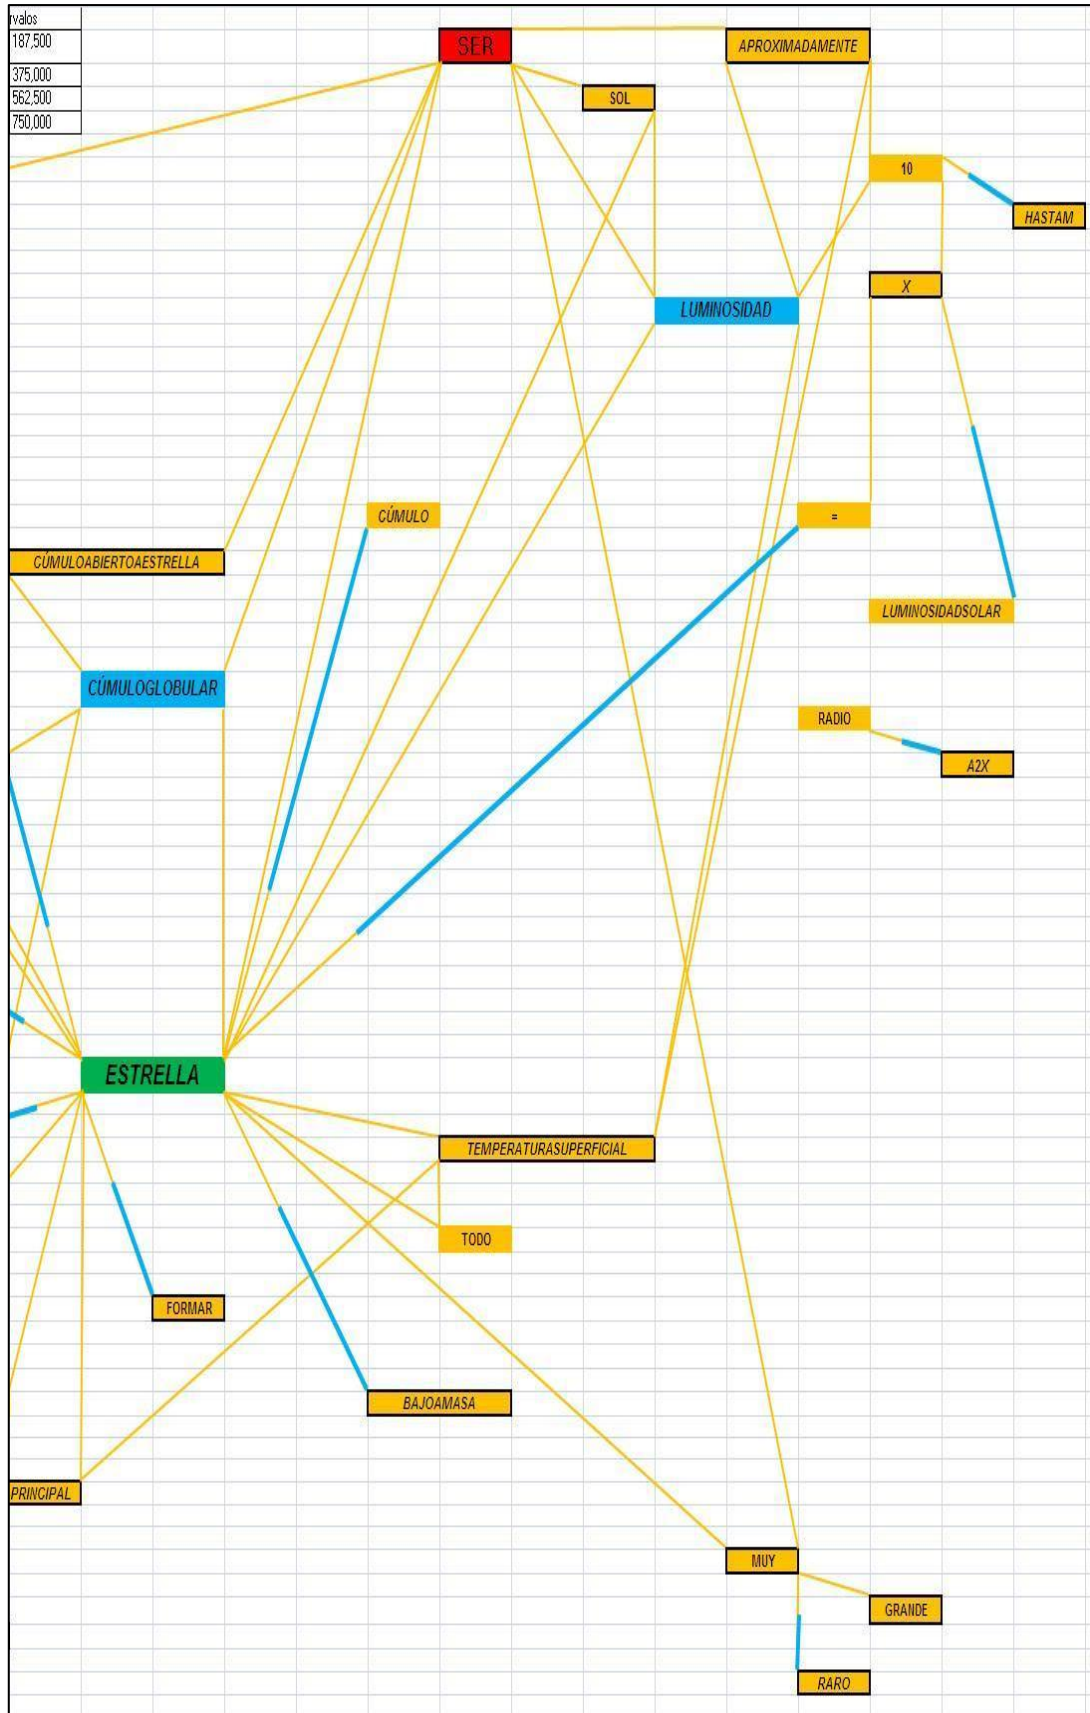 rvalos
187,500
375,000
562,500
750,000
SER
APROXIMADAMENTE
SOL
10
HASTAM
X
LUMINOSIDAD
CÚMULO
=
CÚMULOABIERTOAESTRELLA
LUMINOSIDADSOLAR
CÚMULOGLOBULAR
RADIO
A2X
ESTRELLA
TEMPERATURASUPERFICIAL
TODO
FORMAR
BAJOAMASA
PRINCIPAL
MUY
GRANDE
RARO